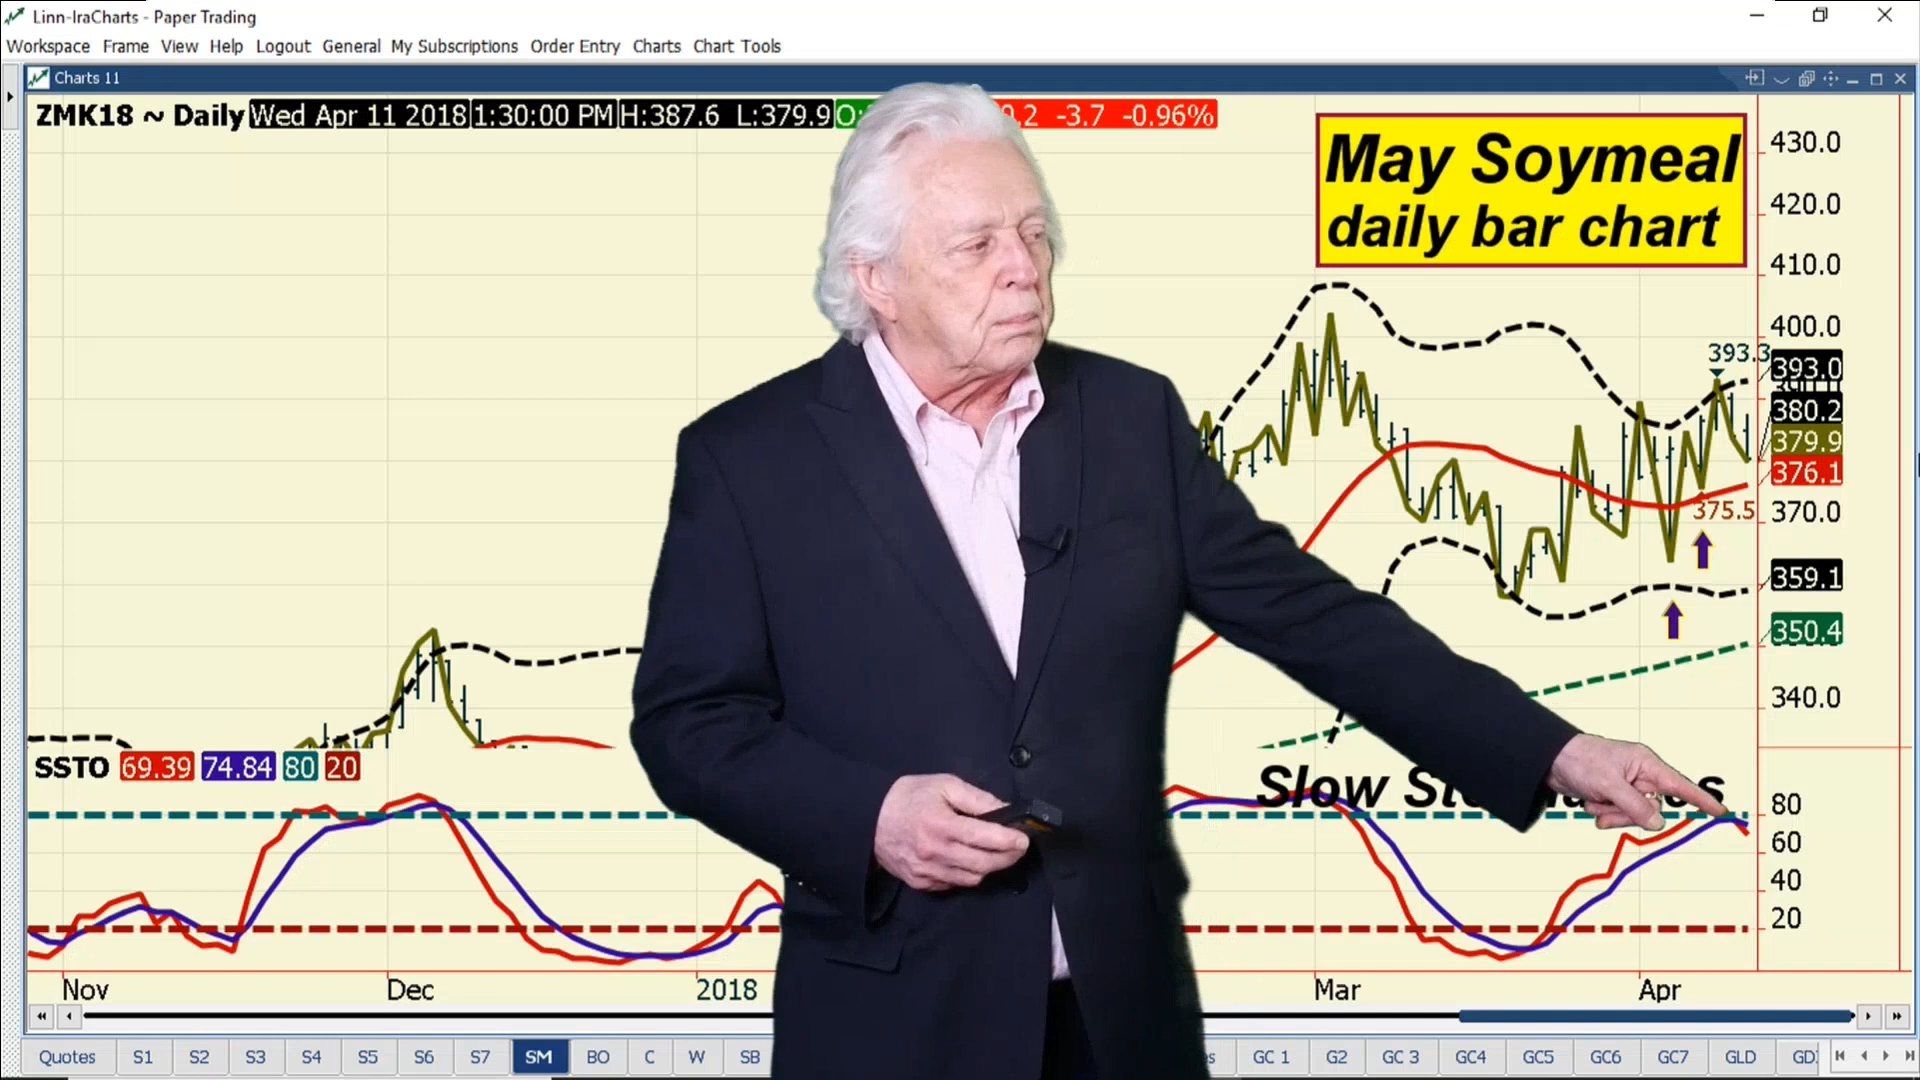 Linn-IraCharts - Paper Trading
Workspace Frame View Help Logout General My Subscriptions Order Entry Charts Chart Tools
Charts 11
ZMK18 ~ Daily Wed Apr 11 2018 1:30:00 PM H:387.6 L:379.9 O: -3.7 -0.96%
May Soymeal
daily bar chart
430.0
420.0
410.0
400.0
393.3
393.0
380.2
379.9
376.1
375.5
370.0
359.1
350.4
340.0
SSTO 69.39 74.84 80 20
Slow
80
60
40
20
Nov Dec 2018 Mar Apr
Quotes S1 S2 S3 S4 S5 S6 S7 SM BO C W SB GC 1 G2 GC 3 GC4 GC5 GC6 GC7 GLD